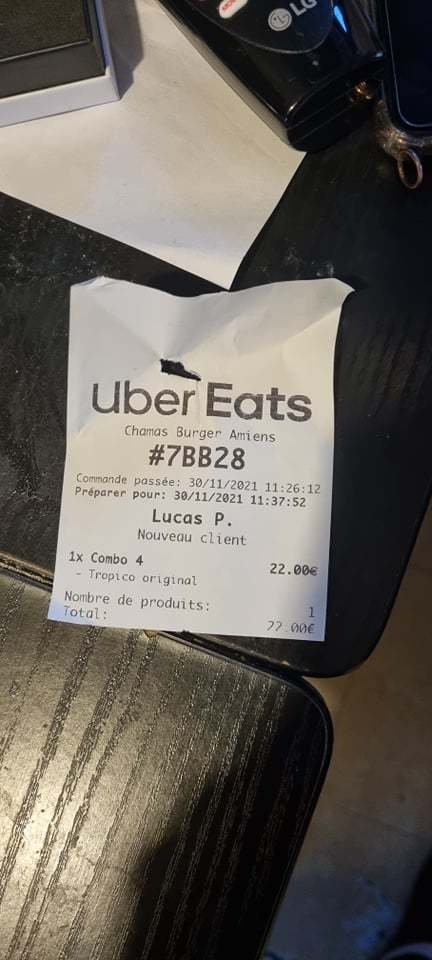 LG
Uber Eats
Chamas Burger Amiens
#7BB28
Commande passée: 30/11/2021 11:26:12
Préparer pour: 30/11/2021 11:37:52
Lucas P.
Nouveau client
1x Combo 4 22.00€
- Tropico original
Nombre de produits: 1
Total: 22.00€